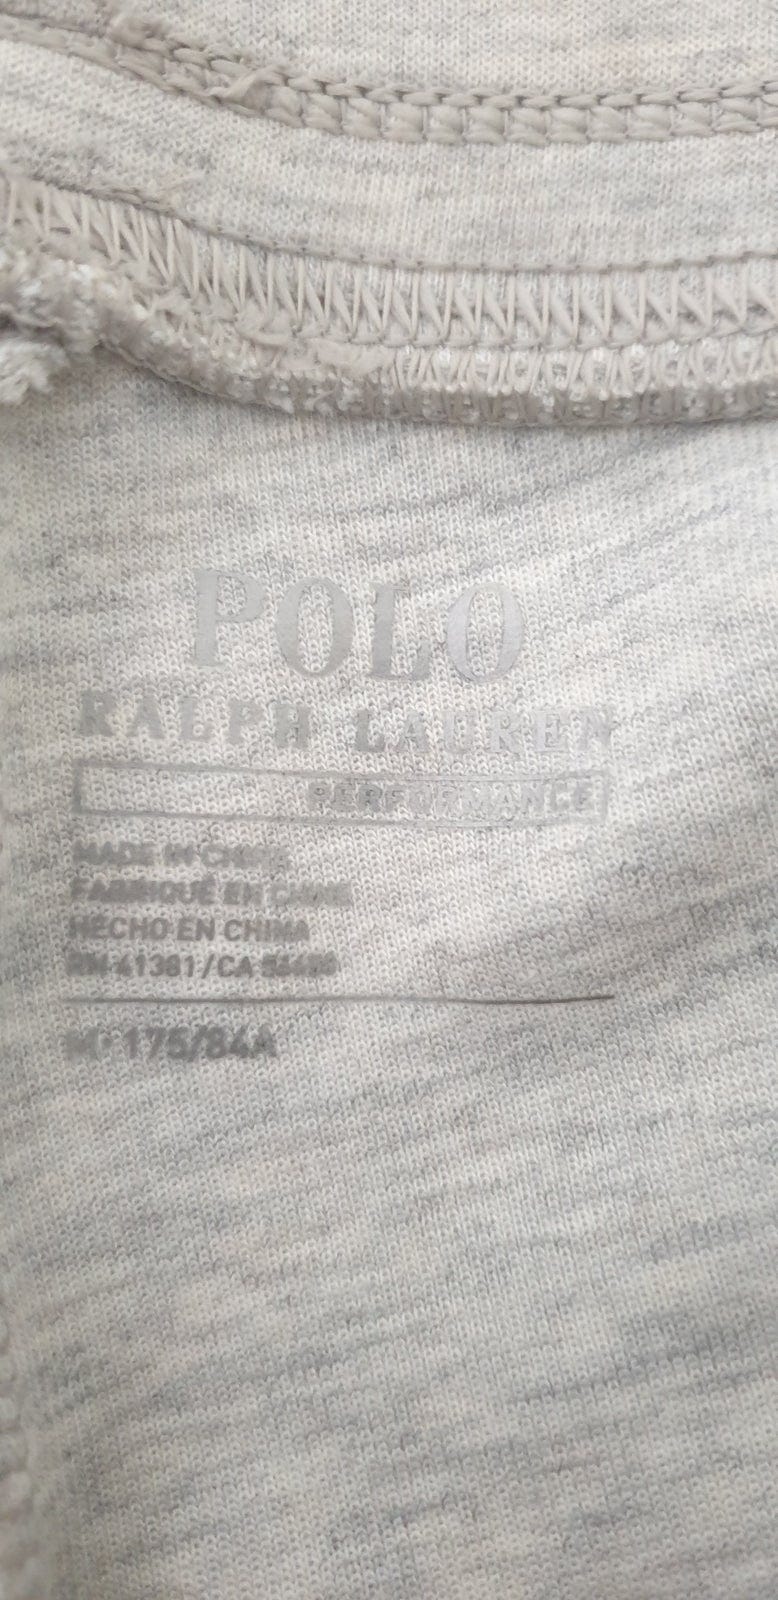 POLO
RALPH LAUREN
PERFORMANCE
MADE IN CHINA
FABRIQUÉ EN CHINE
HECHO EN CHINA
RN 41381/CA
175/84A